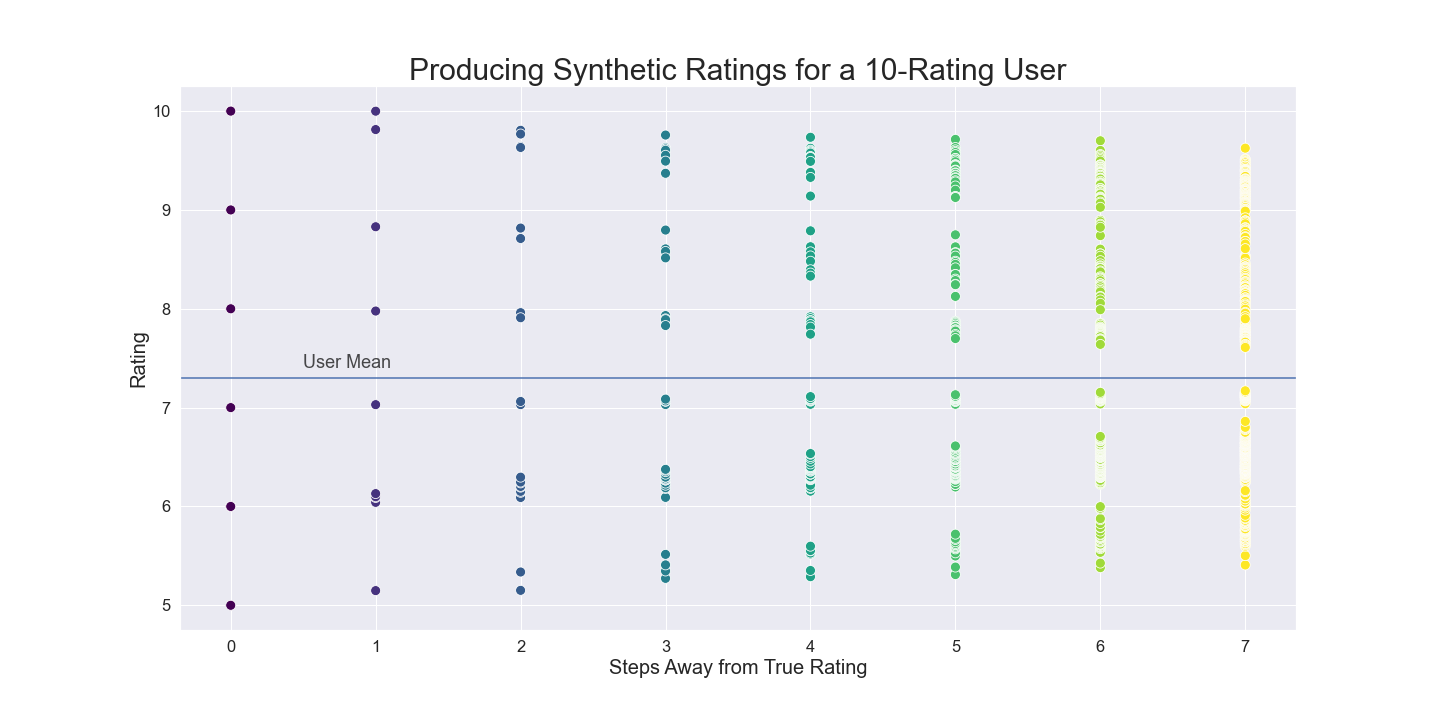 Producing Synthetic Ratings for a 10-Rating User
10
9
8
7
6
5
Rating
User Mean
0 1 2 3 4 5 6 7
Steps Away from True Rating